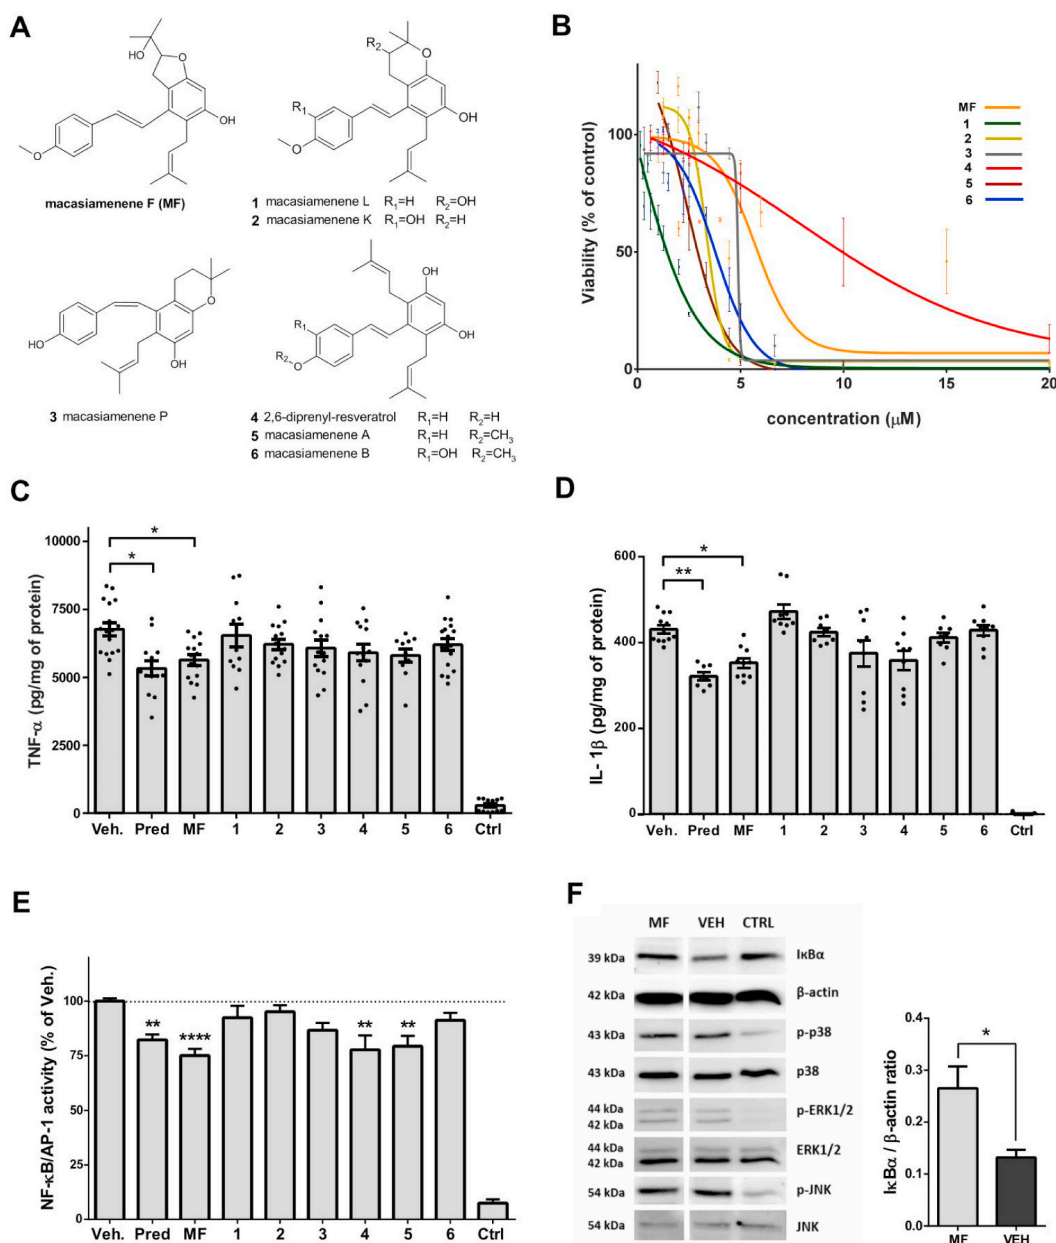 A
HO
O
OH
O
macasiamenene F (MF)
R2
O
R1
O
OH
1 macasiamenene L R1=H R2=OH
2 macasiamenene K R1=OH R2=H
O
HO
OH
3 macasiamenene P
OH
R1
R2
O
OH
4 2,6-diprenyl-resveratrol R1=H R2=H
5 macasiamenene A R1=H R2=CH3
6 macasiamenene B R1=OH R2=CH3
B
Viability (% of control)
100
50
0
0 5 10 15 20
concentration (μM)
MF
1
2
3
4
5
6
C
TNF-α (pg/mg of protein)
10000
7500
5000
2500
0
*
*
Veh. Pred MF 1 2 3 4 5 6 Ctrl
D
IL- 1β (pg/mg of protein)
600
400
200
0
*
**
Veh. Pred MF 1 2 3 4 5 6 Ctrl
E
NF-κB/AP-1 activity (% of Veh.)
100
75
50
25
0
** **** ** **
Veh. Pred MF 1 2 3 4 5 6 Ctrl
F
MF VEH CTRL
39 kDa IκBα
42 kDa β-actin
43 kDa p-p38
43 kDa p38
44 kDa p-ERK1/2
42 kDa
44 kDa ERK1/2
42 kDa
54 kDa p-JNK
54 kDa JNK
IκBα / β-actin ratio
0.4
0.3
0.2
0.1
0.0
*
MF VEH